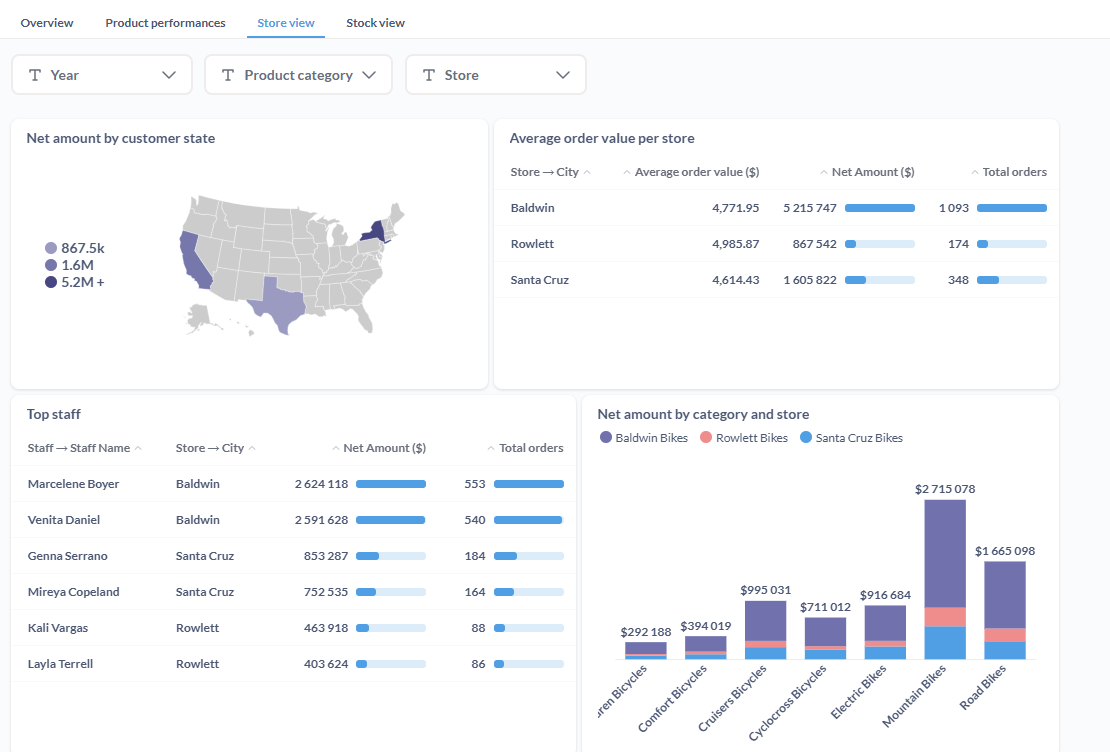 Overview Product performances Store view Stock view
Year Product category Store
Net amount by customer state
867.5k
1.6M
5.2M +
Average order value per store
Store → City Average order value ($) Net Amount ($) Total orders
Baldwin 4,771.95 5 215 747 1 093
Rowlett 4,985.87 867 542 174
Santa Cruz 4,614.43 1 605 822 348
Top staff
Staff → Staff Name Store → City Net Amount ($) Total orders
Marcelene Boyer Baldwin 2 624 118 553
Venita Daniel Baldwin 2 591 628 540
Genna Serrano Santa Cruz 853 287 184
Mireya Copeland Santa Cruz 752 535 164
Kali Vargas Rowlett 463 918 88
Layla Terrell Rowlett 403 624 86
Net amount by category and store
Baldwin Bikes Rowlett Bikes Santa Cruz Bikes
$292 188 $394 019 $995 031 $711 012 $916 684 $2 715 078 $1 665 098
Bicycles
Comfort Bicycles
Cruisers Bicycles
Cyclocross Bicycles
Electric Bikes
Mountain Bikes
Road Bikes